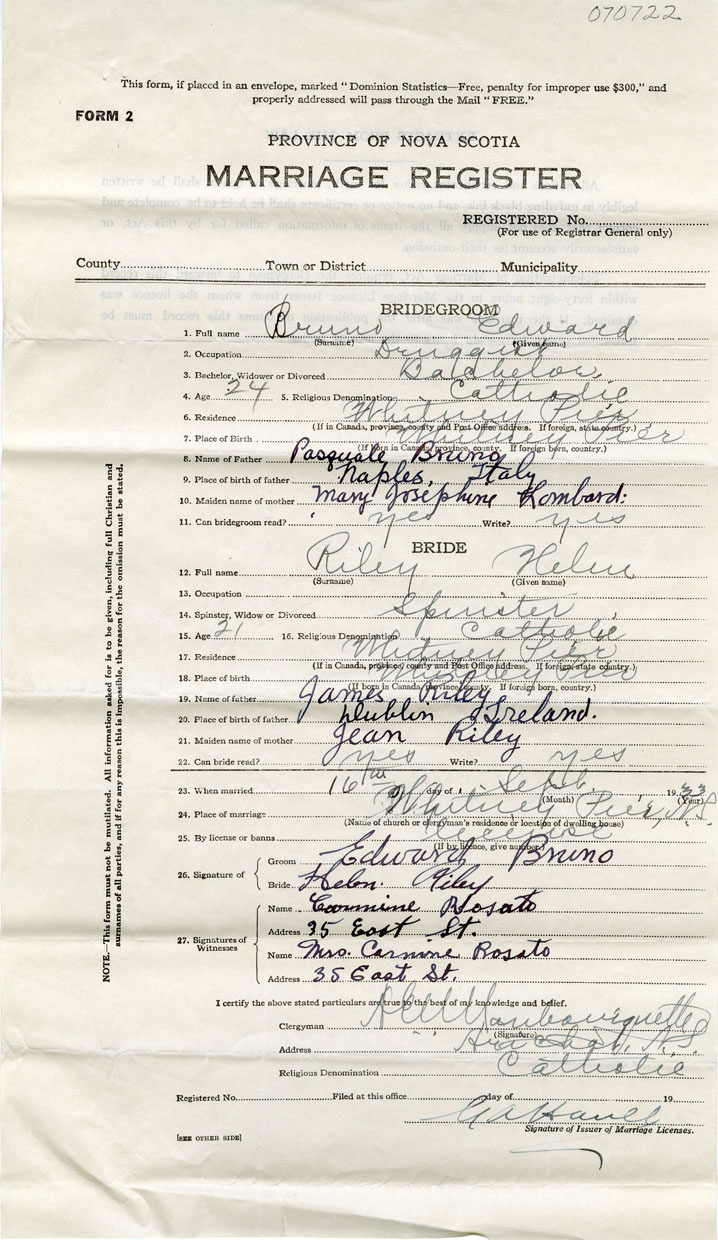 070722
This form, if placed in an envelope, marked “Dominion Statistics—Free, penalty for improper use $300,” and
properly addressed will pass through the Mail “FREE.”
FORM 2
PROVINCE OF NOVA SCOTIA
MARRIAGE REGISTER
REGISTERED No.
(For use of Registrar General only)
County Town or District Municipality
BRIDEGROOM
1. Full name Bruno Edward
(Surname) (Given name)
2. Occupation Druggist
3. Bachelor, Widower or Divorced Batchelor
4. Age 24 5. Religious Denomination Catholic
6. Residence Whitney Pier
(If in Canada, province, county and Post Office address. If foreign, state country.)
7. Place of Birth Whitney Pier
(If born in Canada, province, county. If foreign born, country.)
8. Name of Father Pasquale Bruno
9. Place of birth of father Naples, Italy
10. Maiden name of mother Mary Josephine Lombard:
11. Can bridegroom read? yes Write? yes
BRIDE
12. Full name Riley Helen
(Surname) (Given name)
13. Occupation
14. Spinster, Widow or Divorced Spinster
15. Age 21 16. Religious Denomination Catholic
17. Residence Whitney Pier
(If in Canada, province, county and Post Office address. If foreign, state country.)
18. Place of birth Whitney Pier
(If born in Canada, province, county. If foreign born, country.)
19. Name of father James Riley
20. Place of birth of father Dublin Ireland.
21. Maiden name of mother Jean Riley
22. Can bride read? yes Write? yes
23. When married 16th day of Sept. 1933
(Month) (Year)
24. Place of marriage Whitney Pier, N.S.
(Name of church or clergyman's residence or location of dwelling house)
25. By license or banns license
(If by licence, give number)
26. Signature of Groom Edward Bruno
Bride Helen Riley
27. Signatures of Witnesses Name Carmine Rosato
Address 35 East St.
Name Mrs. Carmine Rosato
Address 35 East St.
I certify the above stated particulars are true to the best of my knowledge and belief.
Clergyman
(Signature)
Address N.S.
Religious Denomination Catholic
Registered No. Filed at this office day of 19
Signature of Issuer of Marriage Licenses.
[SEE OTHER SIDE]
NOTE.—This form must not be mutilated. All information asked for is to be given, including full Christian and
surnames of all parties, and if for any reason this is impossible, the reason for the omission must be stated.